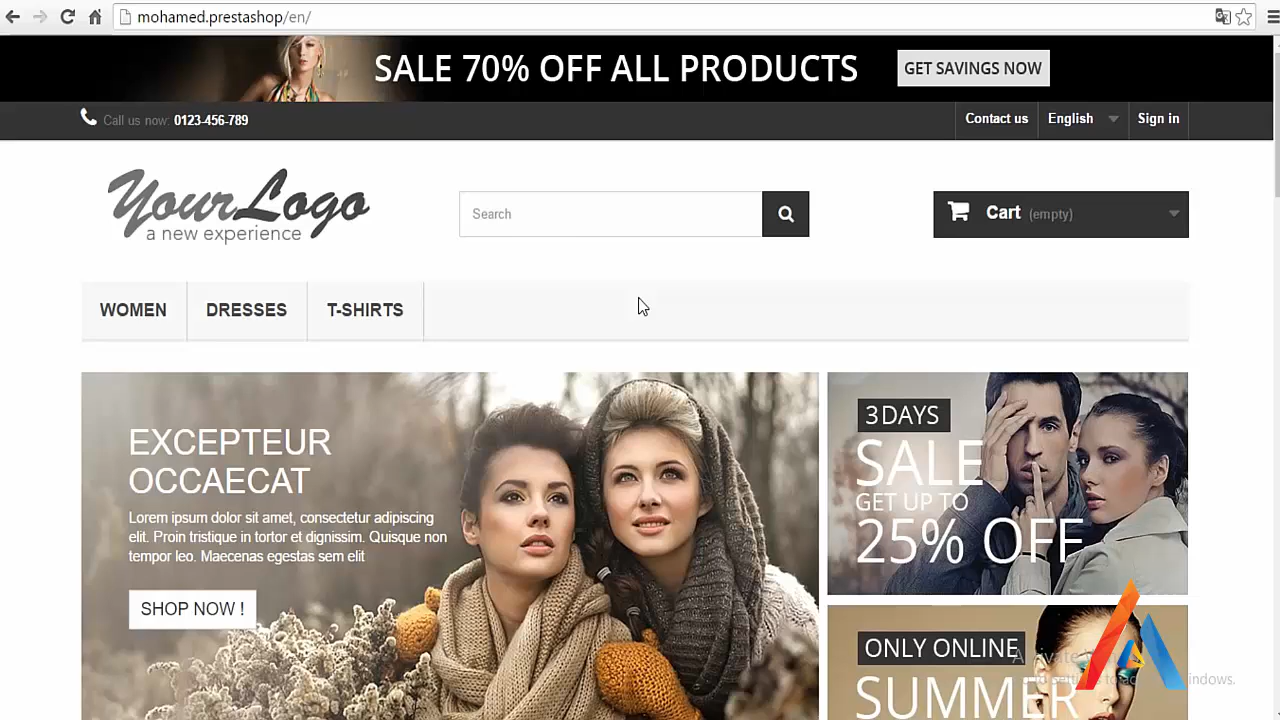 mohamed.prestashop/en/
SALE 70% OFF ALL PRODUCTS
GET SAVINGS NOW
Call us now: 0123-456-789
Contact us
English
Sign in
YourLogo
a new experience
Search
Cart (empty)
WOMEN
DRESSES
T-SHIRTS
EXCEPTEUR
OCCAECAT
Lorem ipsum dolor sit amet, consectetur adipiscing
elit. Proin tristique in tortor et dignissim. Quisque non
tempor leo. Maecenas egestas sem elit
SHOP NOW !
3 DAYS
SALE
GET UP TO
25% OFF
ONLY ONLINE
SUMMER